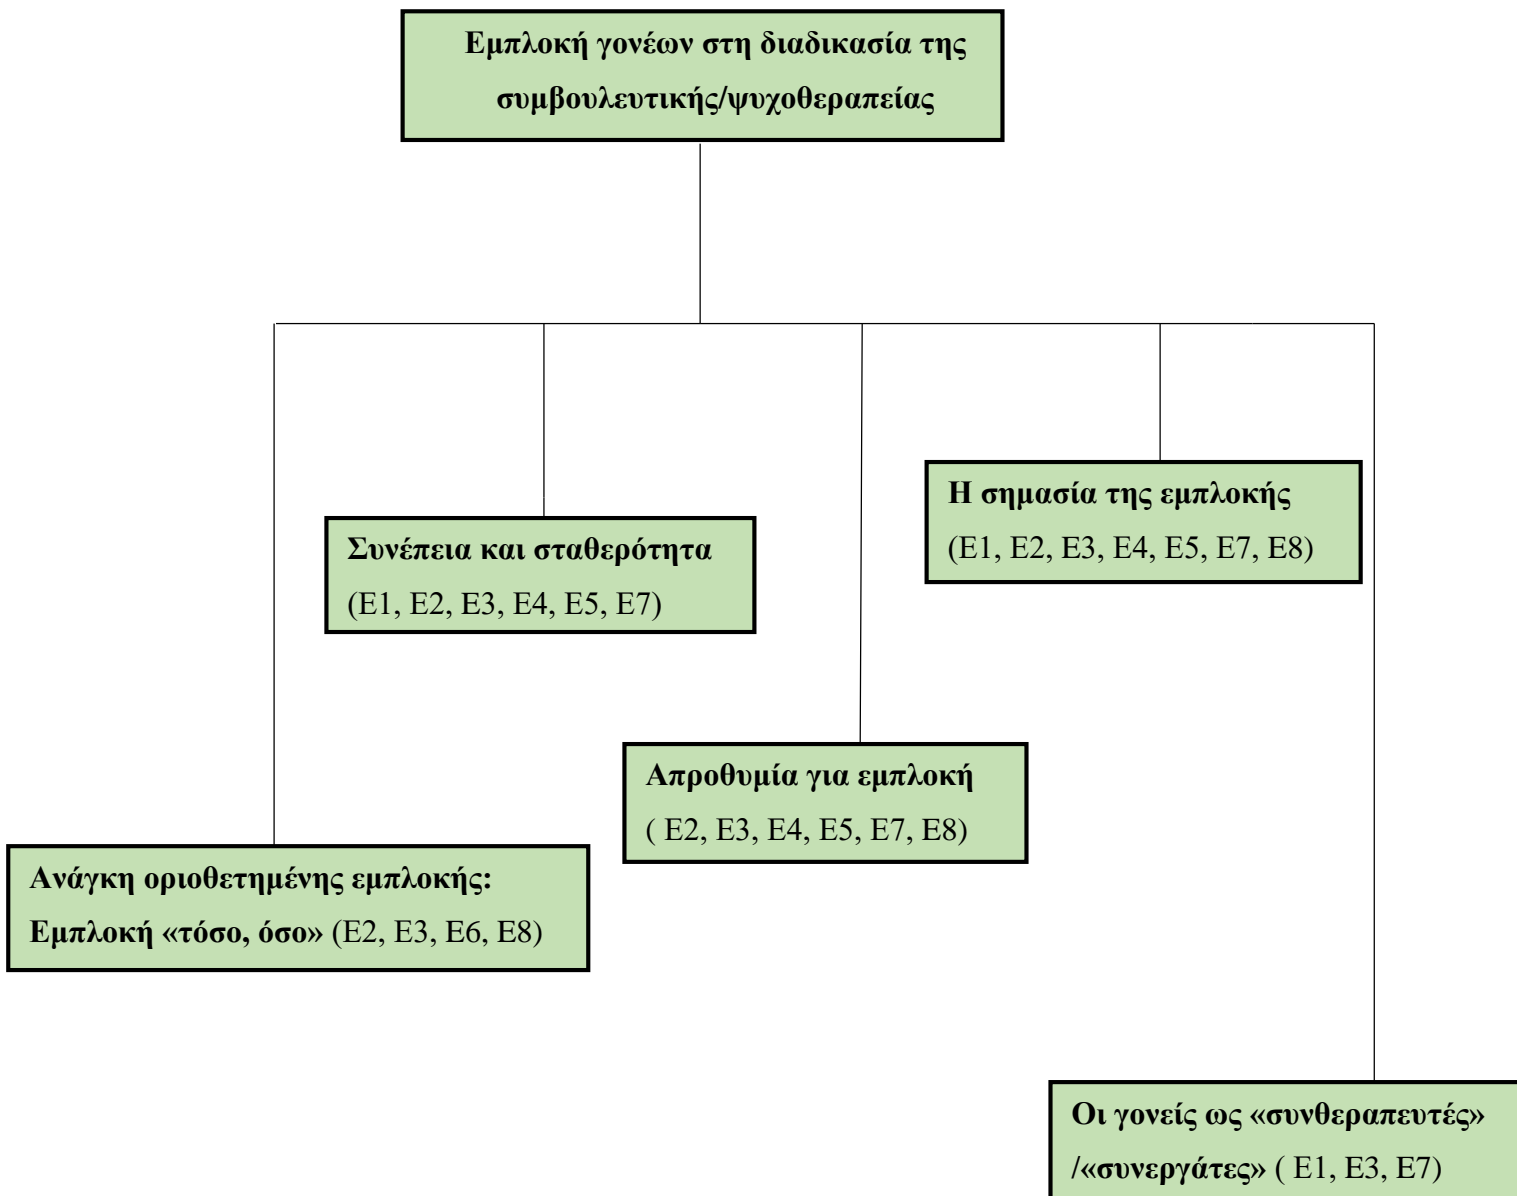 Εμπλοκή γονέων στη διαδικασία της
συμβουλευτικής/ψυχοθεραπείας
Η σημασία της εμπλοκής
(Ε1, Ε2, Ε3, Ε4, Ε5, Ε7, Ε8)
Συνέπεια και σταθερότητα
(Ε1, Ε2, Ε3, Ε4, Ε5, Ε7)
Απροθυμία για εμπλοκή
( Ε2, Ε3, Ε4, Ε5, Ε7, Ε8)
Ανάγκη οριοθετημένης εμπλοκής:
Εμπλοκή «τόσο, όσο» (Ε2, Ε3, Ε6, Ε8)
Οι γονείς ως «συνθεραπευτές»
/«συνεργάτες» ( Ε1, Ε3, Ε7)